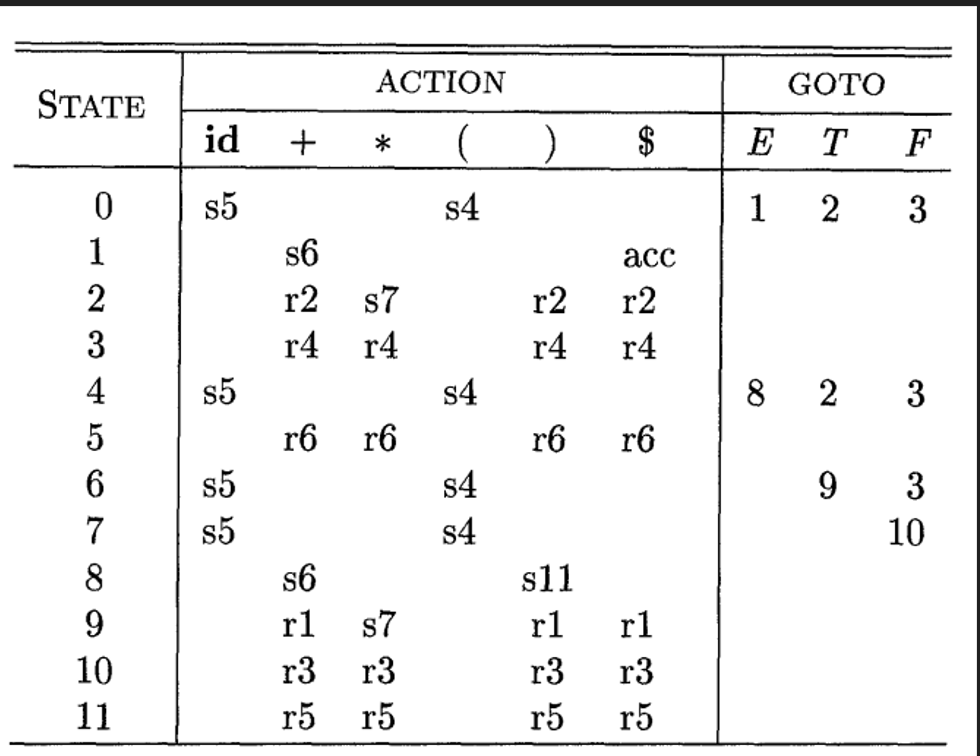 STATE ACTION GOTO
id + * ( ) $ E T F
0 s5 s4 1 2 3
1 s6 acc
2 r2 s7 r2 r2
3 r4 r4 r4 r4
4 s5 s4 8 2 3
5 r6 r6 r6 r6
6 s5 s4 9 3
7 s5 s4 10
8 s6 s11
9 r1 s7 r1 r1
10 r3 r3 r3 r3
11 r5 r5 r5 r5